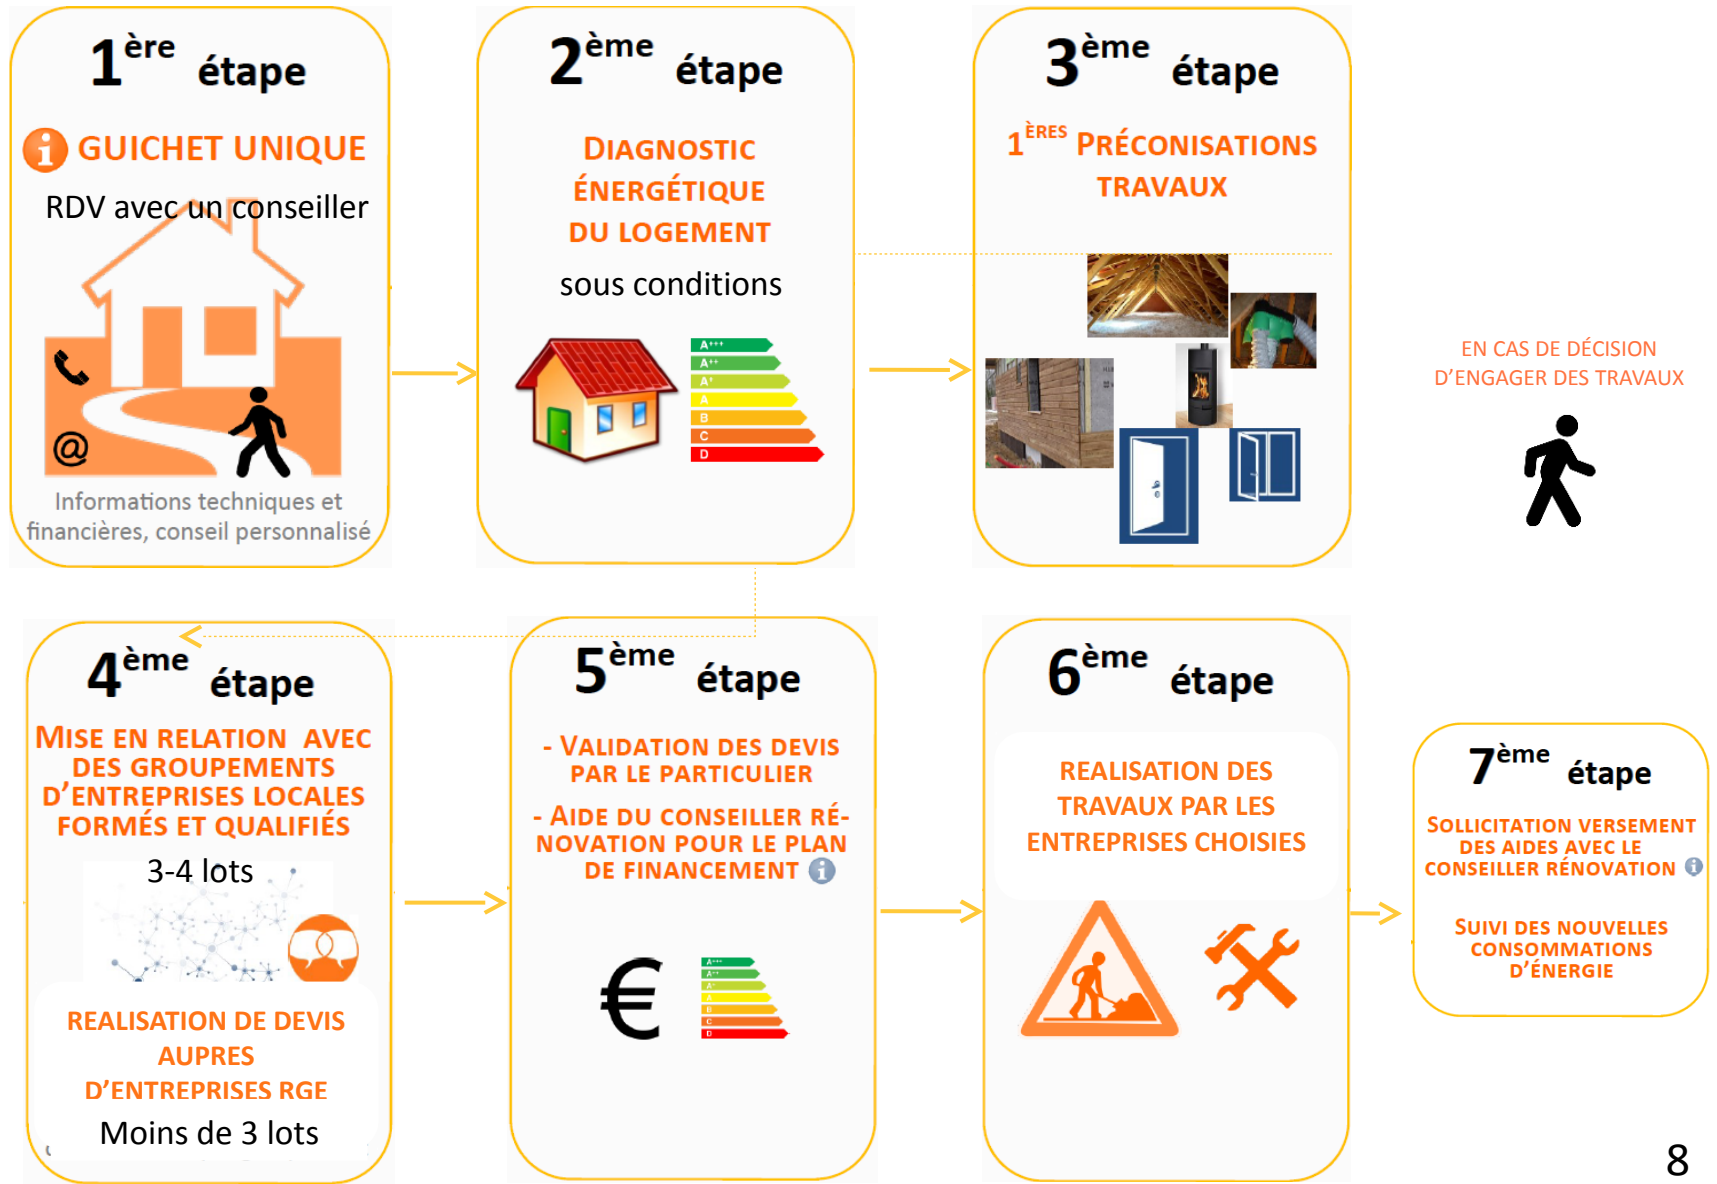 1ère étape
GUICHET UNIQUE
RDV avec un conseiller
@
Informations techniques et
financières, conseil personnalisé
2ème étape
DIAGNOSTIC
ÉNERGÉTIQUE
DU LOGEMENT
sous conditions
A+++
A++
A+
A
B
C
D
3ème étape
1ÈRES PRÉCONISATIONS
TRAVAUX
EN CAS DE DÉCISION
D’ENGAGER DES TRAVAUX
4ème étape
MISE EN RELATION AVEC
DES GROUPEMENTS
D’ENTREPRISES LOCALES
FORMÉS ET QUALIFIÉS
3-4 lots
REALISATION DE DEVIS
AUPRES
D’ENTREPRISES RGE
Moins de 3 lots
5ème étape
- VALIDATION DES DEVIS
PAR LE PARTICULIER
- AIDE DU CONSEILLER RÉ-
NOVATION POUR LE PLAN
DE FINANCEMENT i
€
A+++
A++
A+
A
B
C
D
6ème étape
REALISATION DES
TRAVAUX PAR LES
ENTREPRISES CHOISIES
7ème étape
SOLLICITATION VERSEMENT
DES AIDES AVEC LE
CONSEILLER RÉNOVATION i
SUIVI DES NOUVELLES
CONSOMMATIONS
D’ÉNERGIE
8